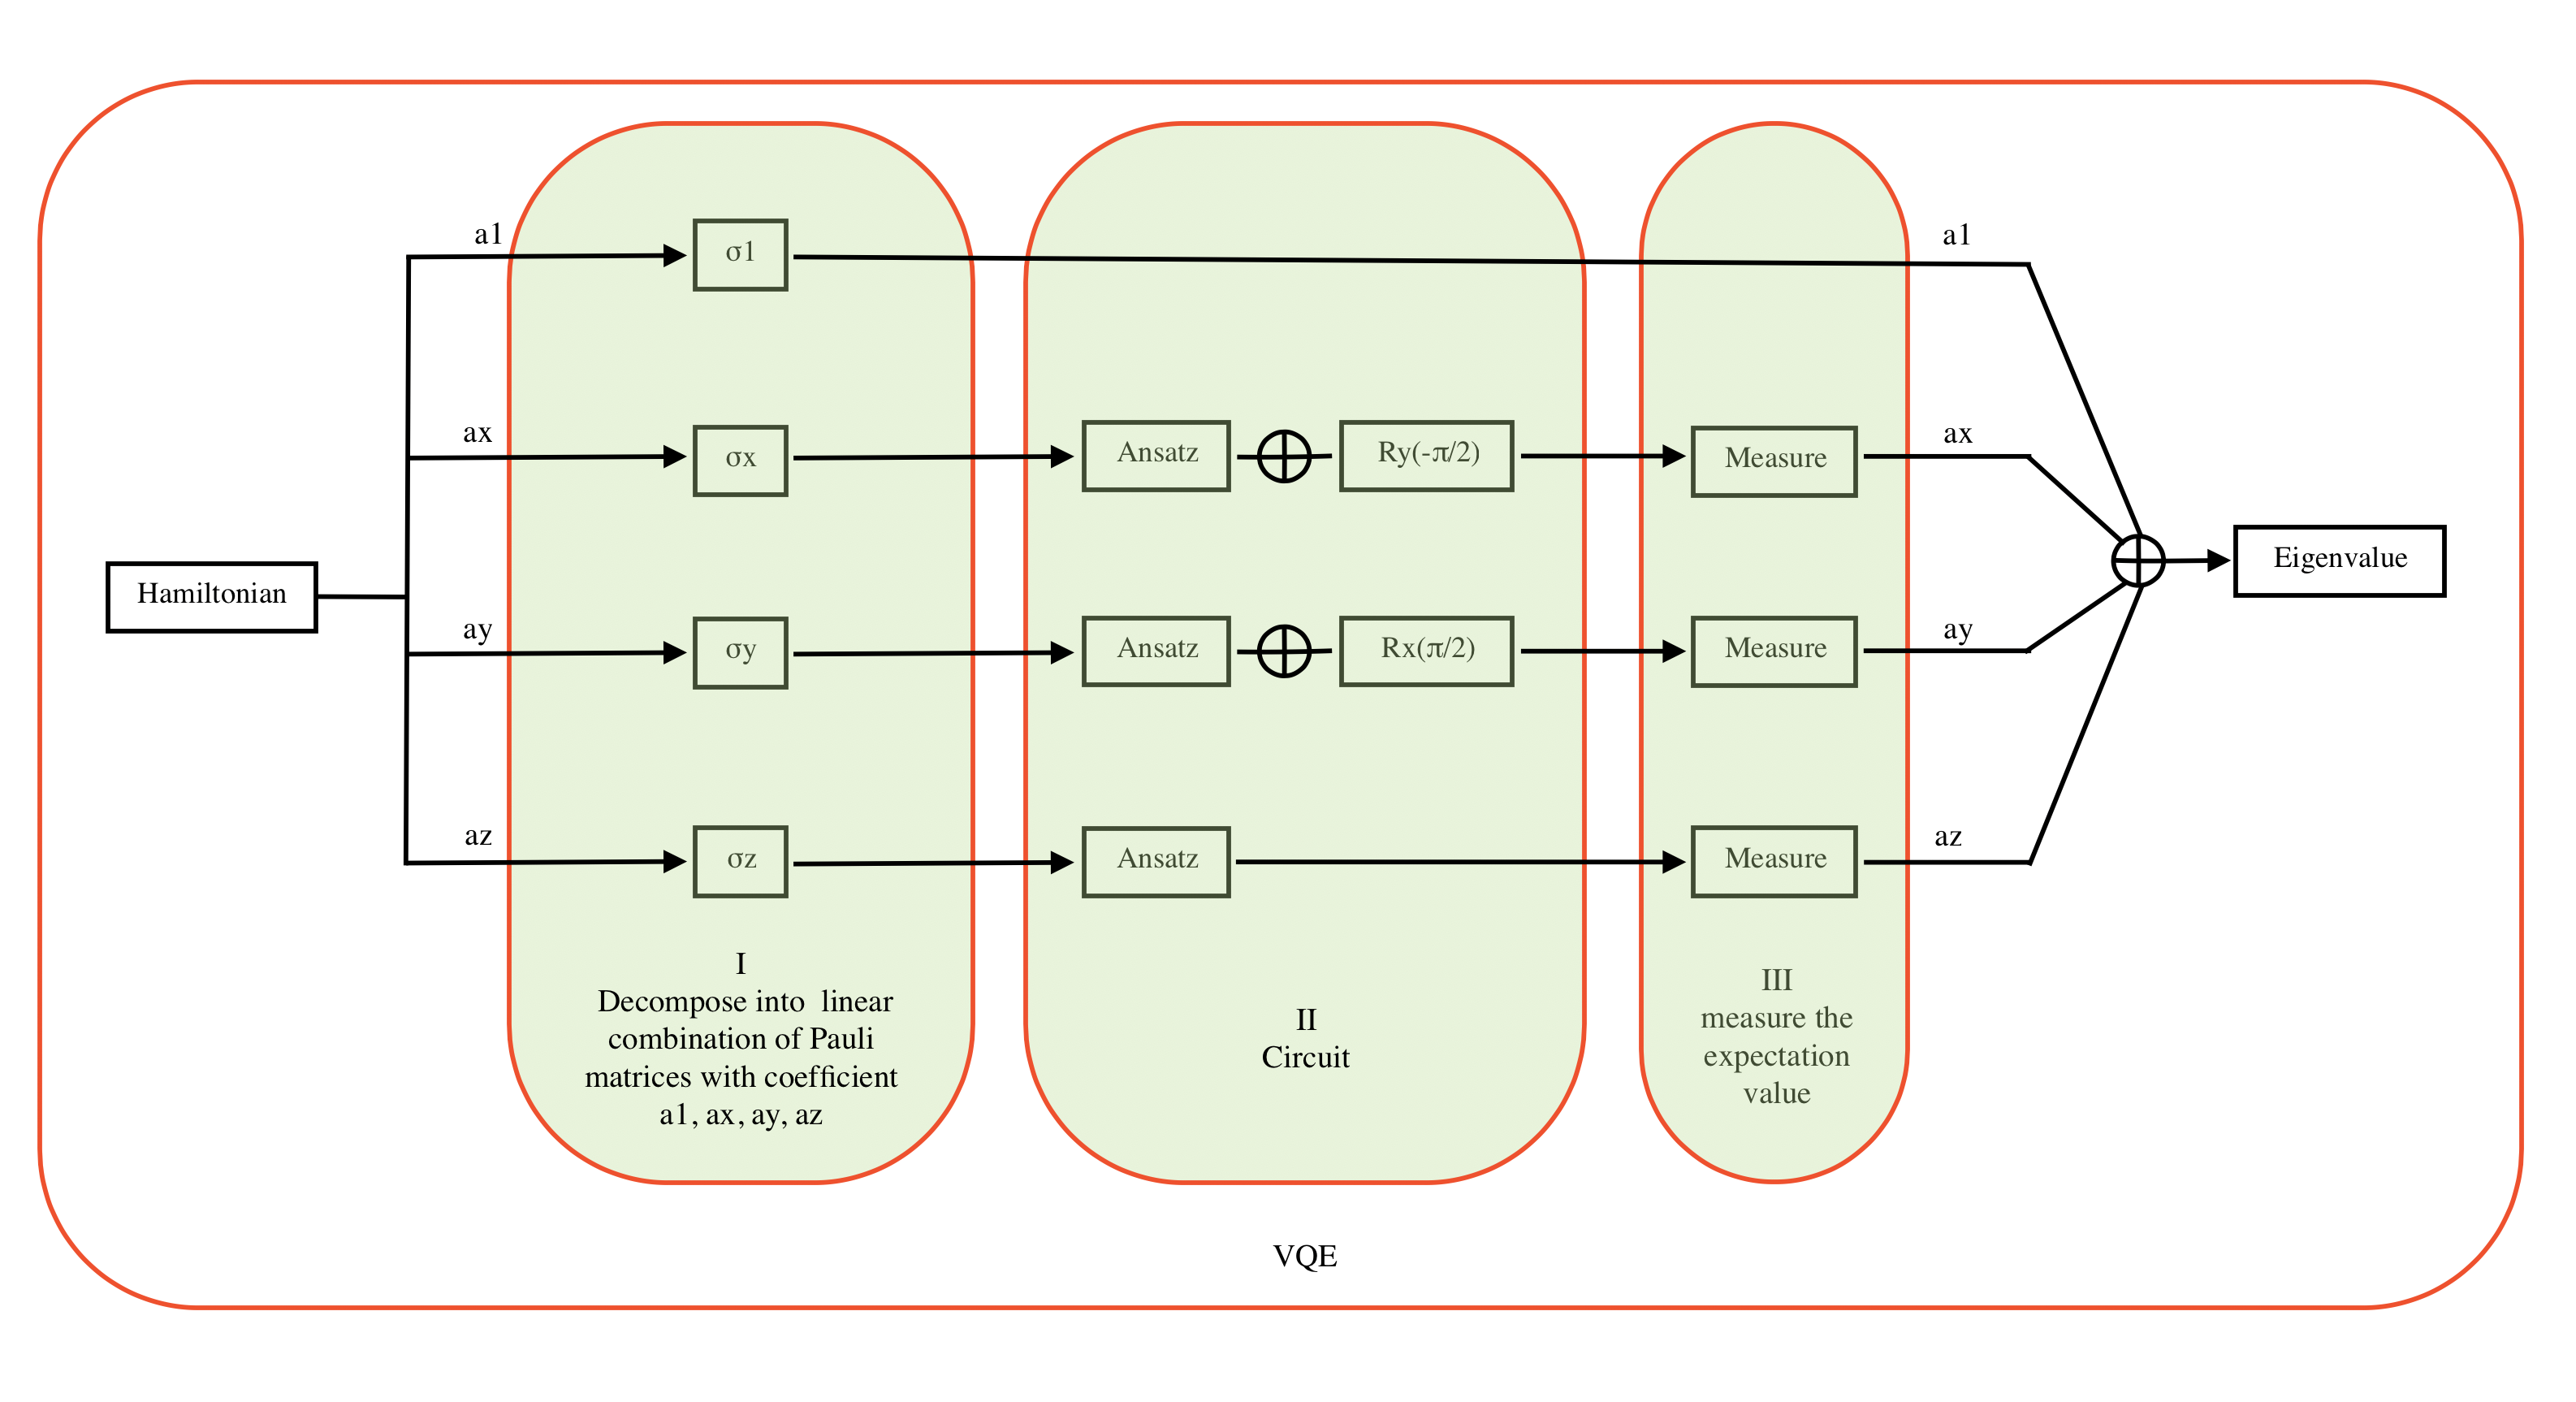 a1
σ1
a1
ax
σx
Ansatz
Ry(-π/2)
Measure
ax
Hamiltonian
Eigenvalue
ay
σy
Ansatz
Rx(π/2)
Measure
ay
az
σz
Ansatz
Measure
az
I
Decompose into linear
combination of Pauli
matrices with coefficient
a1, ax, ay, az
II
Circuit
III
measure the
expectation
value
VQE